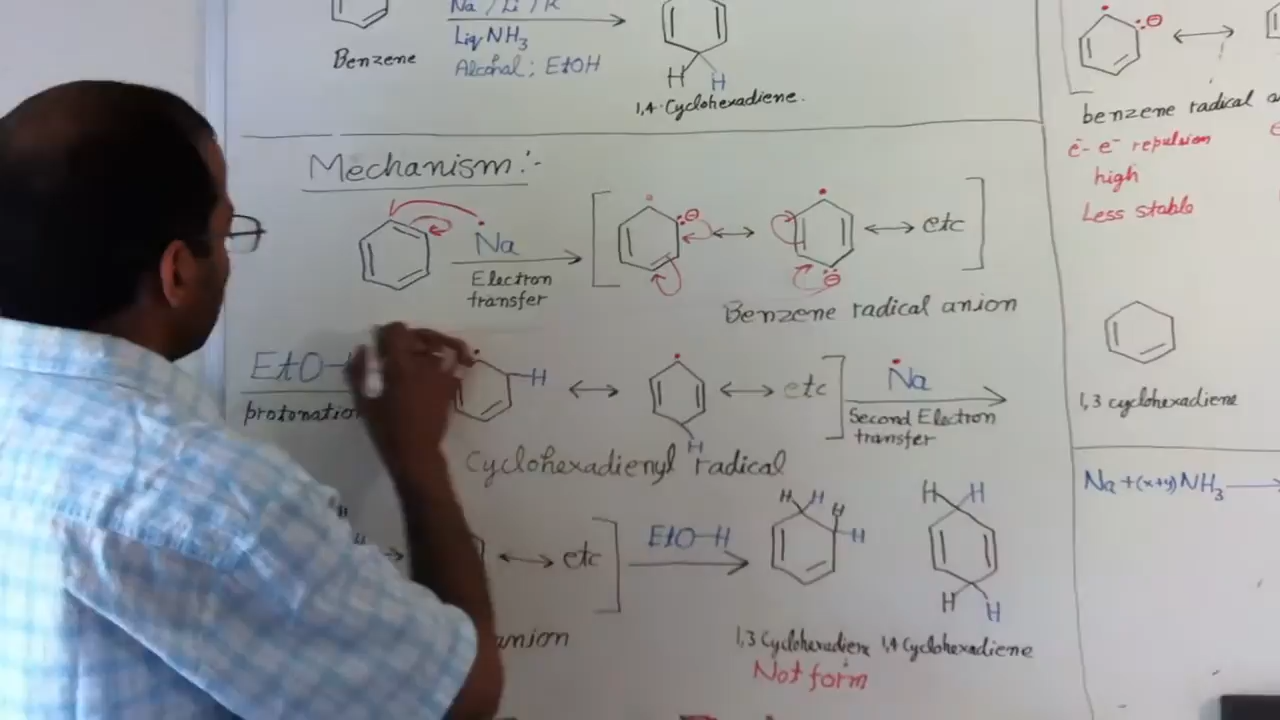 Na / Li / K
Liq NH3
Alcohal ; EtOH
Benzene
H
H
1,4-Cyclohexadiene.
Mechanism :-
Na
Electron
transfer
etc
Benzene radical anion
EtO-
protonation
H
H
etc
Na
Second Electron
transfer
Cyclohexadienyl radical
H
H
etc
EtO-H
H H H
H
H H
H H
anion
1,3 Cyclohexadiene 1,4 Cyclohexadiene
Not form
benzene radical a
e- e- repulsion
high
Less stable
1,3 cyclohexadiene
Na + (x+y) NH3